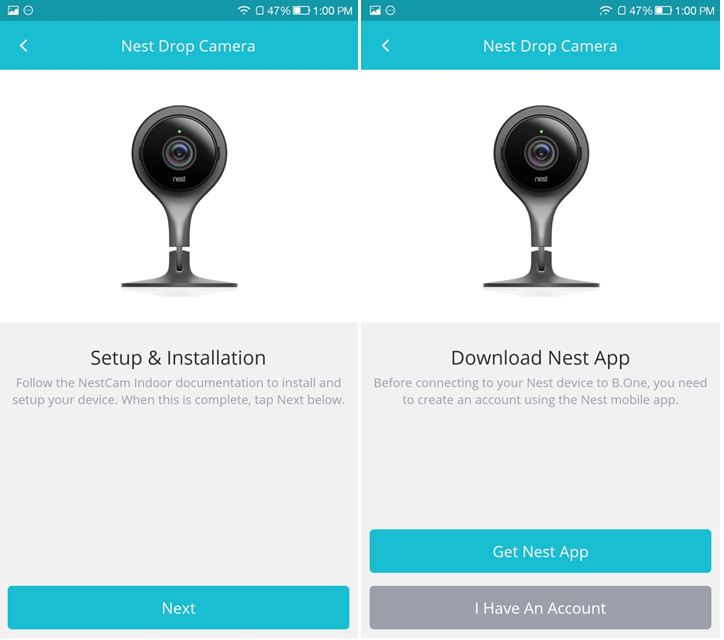 47% 1:00 PM
Nest Drop Camera
nest
Setup & Installation
Follow the NestCam Indoor documentation to install and
setup your device. When this is complete, tap Next below.
Next
47% 1:00 PM
Nest Drop Camera
nest
Download Nest App
Before connecting to your Nest device to B.One, you need
to create an account using the Nest mobile app.
Get Nest App
I Have An Account